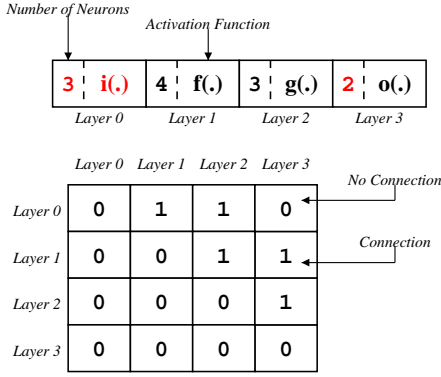 Number of Neurons
Activation Function
3 i(.) 4 f(.) 3 g(.) 2 o(.)
Layer 0 Layer 1 Layer 2 Layer 3
Layer 0 Layer 1 Layer 2 Layer 3
No Connection
Layer 0 0 1 1 0
Connection
Layer 1 0 0 1 1
Layer 2 0 0 0 1
Layer 3 0 0 0 0